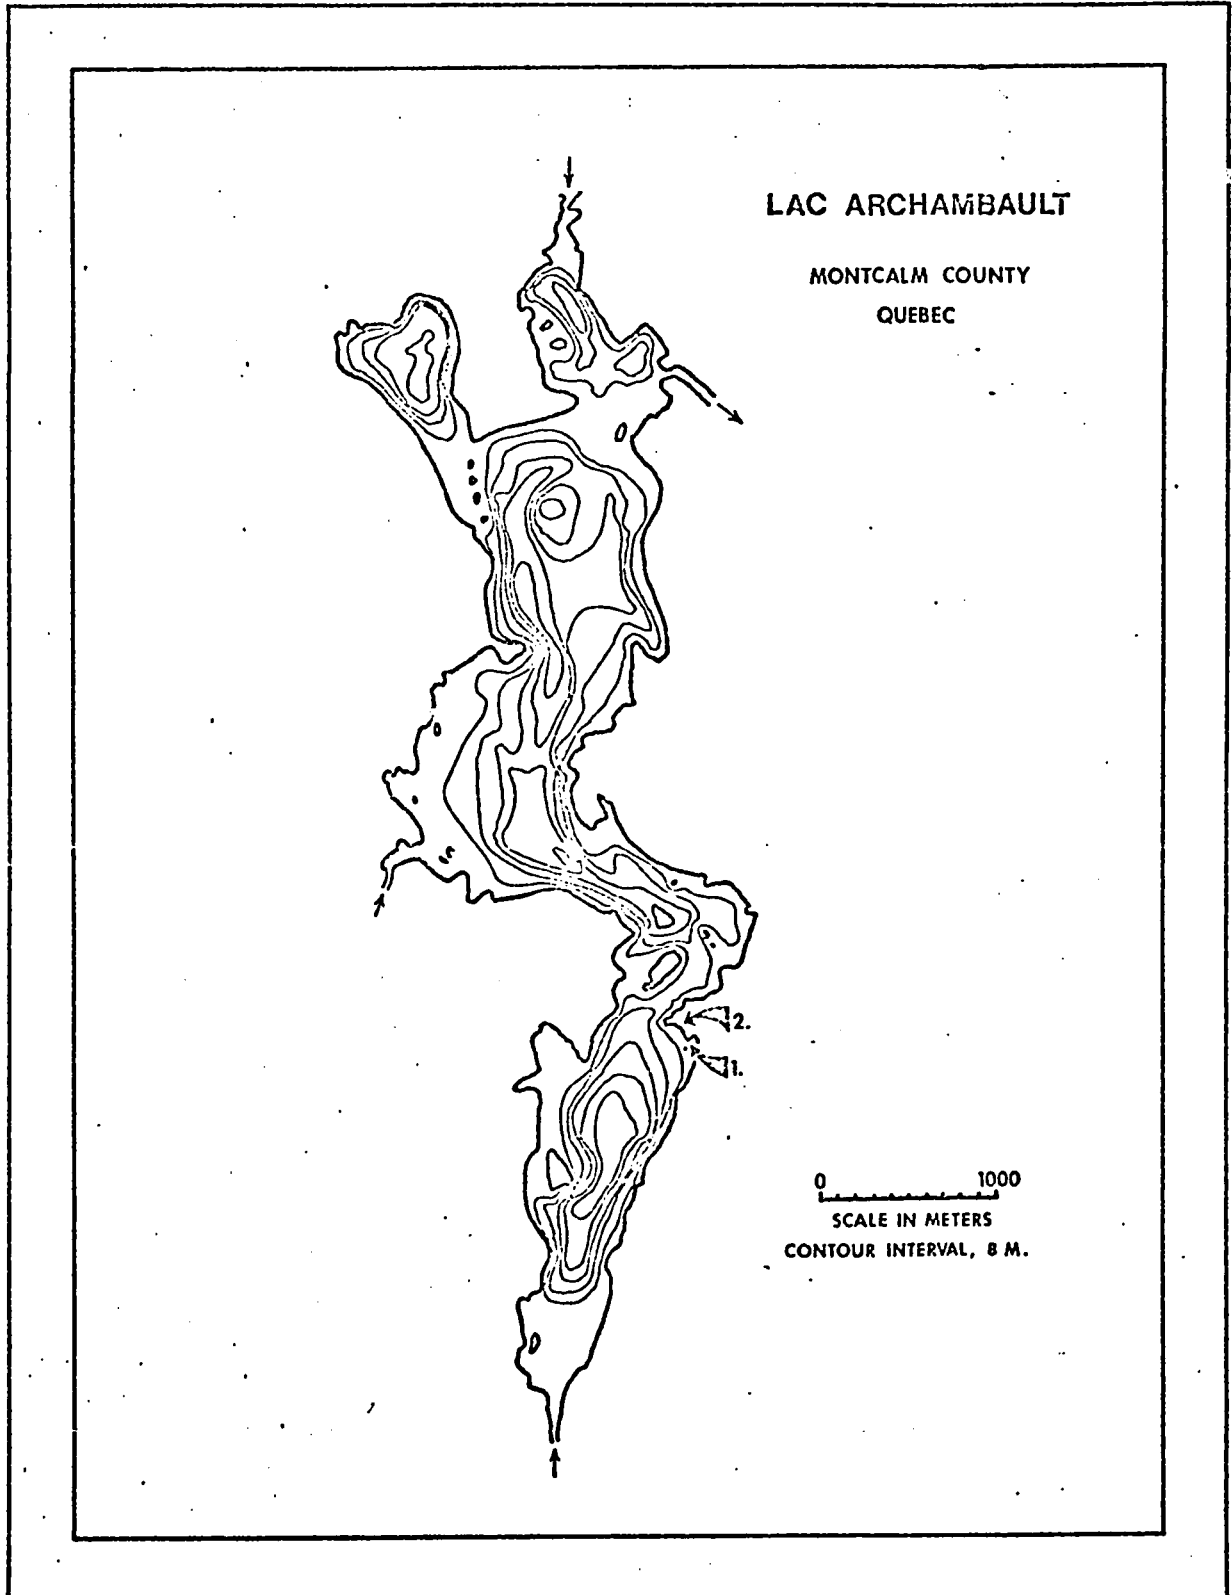 LAC ARCHAMBAULT
MONTCALM COUNTY
QUEBEC
2.
1.
0 1000
SCALE IN METERS
CONTOUR INTERVAL, 8 M.